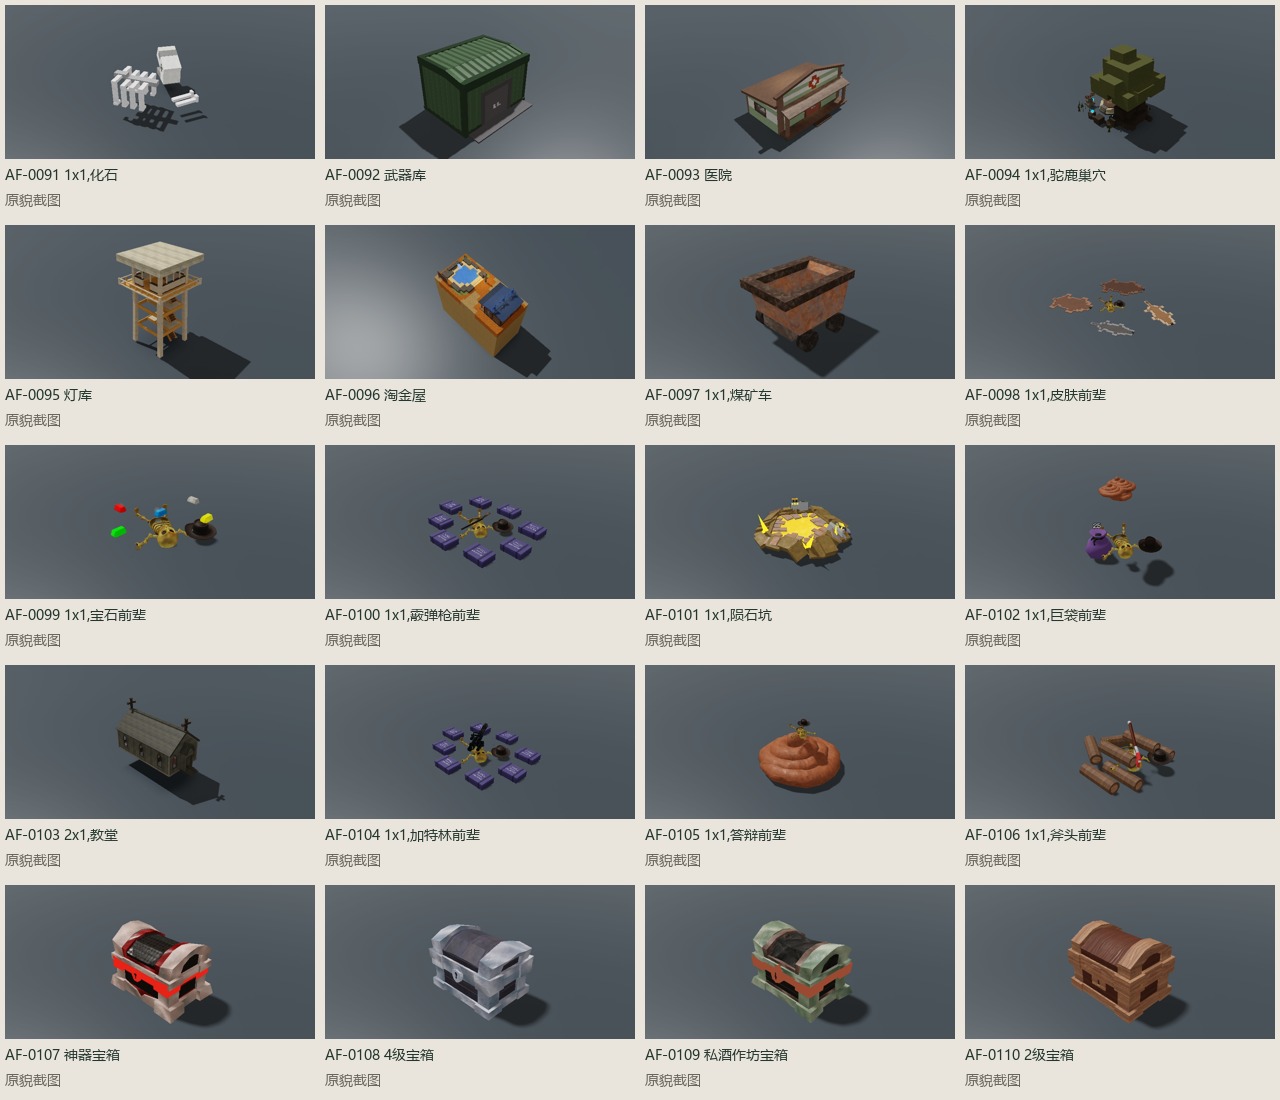 AF-0091 1x1,化石
AF-0092 武器库
AF-0093 医院
AF-0094 1x1,驼鹿巢穴
原貌截图
原貌截图
原貌截图
原貌截图
AF-0095 灯库
AF-0096 淘金屋
AF-0097 1x1,煤矿车
AF-0098 1x1,皮肤前辈
原貌截图
原貌截图
原貌截图
原貌截图
AF-0099 1x1,宝石前辈
AF-0100 1x1,霰弹枪前辈
AF-0101 1x1,陨石坑
AF-0102 1x1,巨袋前辈
原貌截图
原貌截图
原貌截图
原貌截图
AF-0103 2x1,教堂
AF-0104 1x1,加特林前辈
AF-0105 1x1,答辩前辈
AF-0106 1x1,斧头前辈
原貌截图
原貌截图
原貌截图
原貌截图
AF-0107 神器宝箱
AF-0108 4级宝箱
AF-0109 私酒作坊宝箱
AF-0110 2级宝箱
原貌截图
原貌截图
原貌截图
原貌截图